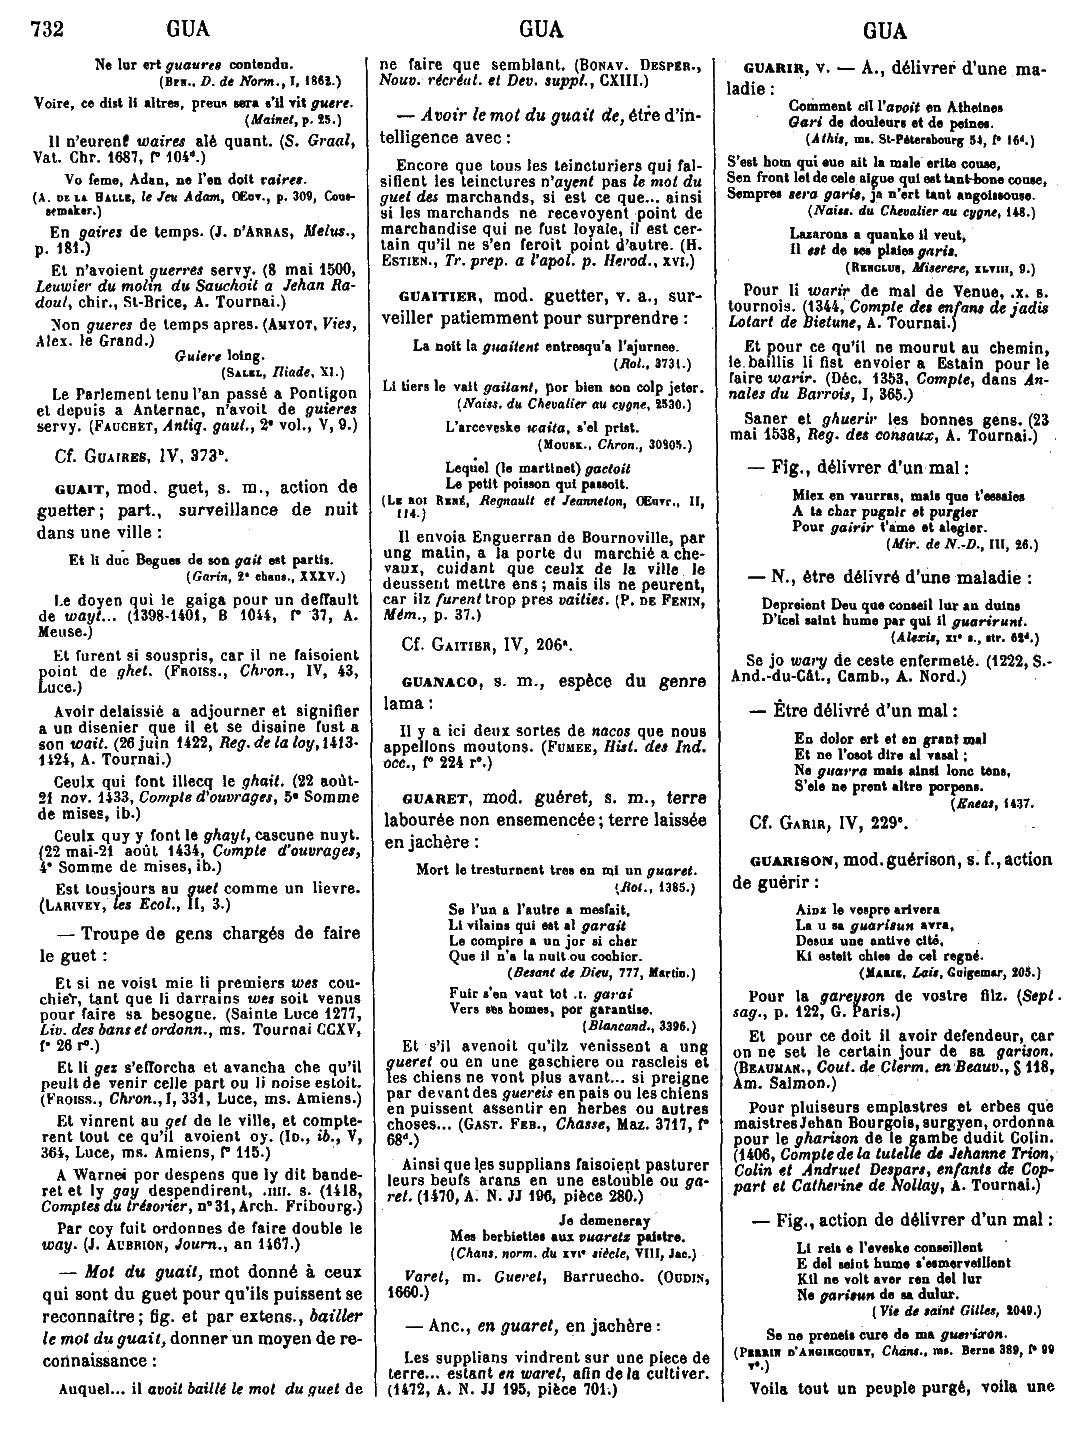 732 GUA GUA GUA
Ne lur ert guaures contendu.
(Ben., D. de Norm., I, 1862.)
Voire, ce dist li altres, preus sera s'il vit guere.
(Mainet, p. 25.)
Il n'eurent waires alé quant. (S. Graal,
Vat. Chr. 1687, f° 104d.)
Vo feme, Adan, ne l'en doit vaires.
(A. de la Halle, le Jeu Adam, Œuv., p. 309, Cous-
semaker.)
En gaires de temps. (J. d'Arras, Melus.,
p. 181.)
Et n'avoient guerres servy. (8 mai 1500,
Leuwier du molin du Sauchoit a Jehan Ra-
doul, chir., St-Brice, A. Tournai.)
Non gueres de temps apres. (Amyot, Vies,
Alex. le Grand.)
Guiere loing.
(Salel, Iliade, XI.)
Le Parlement tenu l'an passé a Pontigon
et depuis a Anternac, n'avoit de guieres
servy. (Fauchet, Antiq. gaul., 2e vol., V, 9.)
Cf. Guaires, IV, 373b.
GUAIT, mod. guet, s. m., action de
guetter ; part., surveillance de nuit
dans une ville :
Et li duc Begues de son gait est partis.
(Garin, 2e chans., XXXV.)
Le doyen qui le gaiga pour un deffault
de wayt... (1398-1401, B 1044, f° 37, A.
Meuse.)
Et furent si souspris, car il ne faisoient
point de ghet. (Froiss., Chron., IV, 43,
Luce.)
Avoir delaissié a adjourner et signifier
a un disenier que il et se disaine fust a
son wait. (26 juin 1422, Reg. de la loy, 1413-
1424, A. Tournai.)
Ceulx qui font illecq le ghait. (22 août-
21 nov. 1433, Compte d'ouvrages, 5e Somme
de mises, ib.)
Ceulx quy y font le ghayt, cascune nuyt.
(22 mai-21 août 1434, Compte d'ouvrages,
4e Somme de mises, ib.)
Est tousjours au guet comme un lievre.
(Larivey, les Ecol., II, 3.)
— Troupe de gens chargés de faire
le guet :
Et si ne voist mie li premiers wes cou-
chier, tant que li darrains wes soit venus
pour faire sa besogne. (Sainte Luce 1277,
Liv. des bans et ordonn., ms. Tournai CCXV,
f° 26 r°.)
Et li gez s'efforcha et avancha che qu'il
peult de venir celle part ou li noise estoit.
(Froiss., Chron., I, 331, Luce, ms. Amiens.)
Et vinrent au get de le ville, et compte-
rent tout ce qu'il avoient oy. (Id., ib., V,
364, Luce, ms. Amiens, f° 115.)
A Warnei por despens que ly dit bande-
ret et ly gay despendirent, .iiii. s. (1418,
Comptes du trésorier, n° 31, Arch. Fribourg.)
Par coy fuit ordonnes de faire double le
way. (J. Aubrion, Journ., an 1467.)
— Mot du guait, mot donné à ceux
qui sont du guet pour qu'ils puissent se
reconnaître ; fig. et par extens., bailler
le mot du guait, donner un moyen de re-
connaissance :
Auquel... il avoit baillé le mot du guet de
ne faire que semblant. (Bonav. Desper.,
Nouv. récréat. et Dev. suppl., CXIII.)
— Avoir le mot du guait de, être d'in-
telligence avec :
Encore que tous les teincturiers qui fal-
sifient les teinctures n'ayent pas le mot du
guet des marchands, si est ce que... ainsi
si les marchands ne recevoyent point de
marchandise qui ne fust loyale, il est cer-
tain qu'il ne s'en feroit point d'autre. (H.
Estien., Tr. prep. a l'apol. p. Herod., xvi.)
GUAITIER, mod. guetter, v. a., sur-
veiller patiemment pour surprendre :
La noit la guaitent entresqu'a l'ajurnee.
(Rol., 3731.)
Li tiers le vait gaitant, por bien son colp jeter.
(Naiss. du Chevalier au cygne, 2530.)
L'arceveske waita, s'el prist.
(Mousk., Chron., 30905.)
Lequel (le martinet) gactoit
Le petit poisson qui passoit.
(Le roi René, Regnault et Jeanneton, Œuvr., II,
114.)
Il envoia Enguerran de Bournoville, par
ung matin, a la porte du marchié a che-
vaux, cuidant que ceulx de la ville le
deussent mettre ens ; mais ils ne peurent,
car ilz furent trop pres vaities. (P. de Fenin,
Mém., p. 37.)
Cf. Gaitier, IV, 206a.
GUANACO, s. m., espèce du genre
lama :
Il y a ici deux sortes de nacos que nous
appellons moutons. (Fumee, Hist. des Ind.
occ., f° 224 r°.)
GUARET, mod. guéret, s. m., terre
labourée non ensemencée ; terre laissée
en jachère :
Mort le tresturnent tres en mi un guaret.
(Rol., 1385.)
Se l'un a l'autre a mesfait,
Li vilains qui est al garait
Le compire a un jor si cher
Que il n'a la nuit ou cochier.
(Besant de Dieu, 777, Martin.)
Fuir s'en vaut tot .i. garai
Vers ses homes, por garantise.
(Blancand., 3396.)
Et s'il avenoit qu'ilz venissent a ung
gueret ou en une gaschiere ou rascleis et
les chiens ne vont plus avant... si preigne
par devant des guereis en pais ou les chiens
en puissent assentir en herbes ou autres
choses... (Gast. Feb., Chasse, Maz. 3717, f°
68d.)
Ainsi que les supplians faisoient pasturer
leurs beufs arans en une estouble ou ga-
ret. (1470, A. N. JJ 196, pièce 280.)
Je demeneray
Mes berbiettes aux vuaretz paistre.
(Chans. norm. du xvie siècle, VIII, Jac.)
Varet, m. Gueret, Barruecho. (Oudin,
1660.)
— Anc., en guaret, en jachère :
Les supplians vindrent sur une piece de
terre... estant en waret, afin de la cultiver.
(1472, A. N. JJ 195, pièce 701.)
GUARIR, v. — A., délivrer d'une ma-
ladie :
Comment cil l'avoit en Atheines
Gari de douleurs et de peines.
(Athis, ms. St-Pétersbourg 54, f° 16d.)
S'est hom qui eue ait la male erite couse,
Sen front let de cele aigue qui est tant bone couse,
Sempres sera garis, ja n'ert tant angoissouse.
(Naiss. du Chevalier au cygne, 148.)
Lazarons a quanke il veut,
Il est de ses plaies garis.
(Renclus, Miserere, xlviii, 9.)
Pour li warir de mal de Venue, .x. s.
tournois. (1344, Compte des enfans de jadis
Lotart de Bietune, A. Tournai.)
Et pour ce qu'il ne mourut au chemin,
le baillis li fist envoier a Estain pour le
faire warir. (Déc. 1353, Compte, dans An-
nales du Barrois, I, 365.)
Saner et ghuerir les bonnes gens. (23
mai 1538, Reg. des consaux, A. Tournai.)
— Fig., délivrer d'un mal :
Miex en vaurras, mais que t'essaies
A ta char pugnir et purgier
Pour gairir t'ame et alegier.
(Mir. de N.-D., III, 26.)
— N., être délivré d'une maladie :
Depreient Deu que conseil lur an duins
D'icel saint hume par qui il guarirunt.
(Alexis, xie s., str. 62d.)
Se jo wary de ceste enfermeté. (1222, S.-
And.-du-Cât., Camb., A. Nord.)
— Être délivré d'un mal :
En dolor ert et en grant mal
Et ne l'osot dire al vasal ;
Ne guarra mais ainsi lonc tens,
S'ele ne prent altre porpens.
(Eneas, 1437.
Cf. Garir, IV, 229c.
GUARISON, mod. guérison, s. f., action
de guérir :
Ainz le vespre arivera
La u sa guarisun avra,
Desuz une antive cité,
Ki esteit chies de cel regné.
(Marie, Lais, Guigemar, 205.)
Pour la gareyson de vostre filz. (Sept
sag., p. 122, G. Paris.)
Et pour ce doit il avoir defendeur, car
on ne set le certain jour de sa garison.
(Beauman., Cout. de Clerm. en Beauv., § 118,
Am. Salmon.)
Pour pluiseurs emplastres et erbes que
maistres Jehan Bourgois, surgyen, ordonna
pour le gharison de le gambe dudit Colin.
(1406, Compte de la tutelle de Jehanne Trion,
Colin et Andruet Despars, enfants de Cop-
part et Catherine de Nollay, A. Tournai.)
— Fig., action de délivrer d'un mal :
Li reis e l'eveske conseillent
E del seint hume s'esmerveillent
Kil ne volt aver ren del lur
Ne garisun de sa dulur.
(Vie de saint Gilles, 2049.)
Se ne preneis cure de ma guerixon.
(Perrin d'Angincourt, Chans., ms. Berne 389, f° 99
v°.)
Voila tout un peuple purgé, voila une